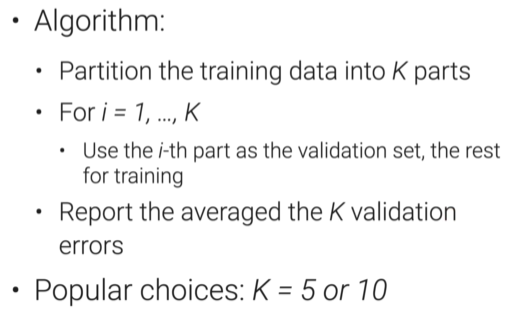 • Algorithm:
• Partition the training data into K parts
• For i = 1, ..., K
• Use the i-th part as the validation set, the rest
for training
• Report the averaged the K validation
errors
• Popular choices: K = 5 or 10